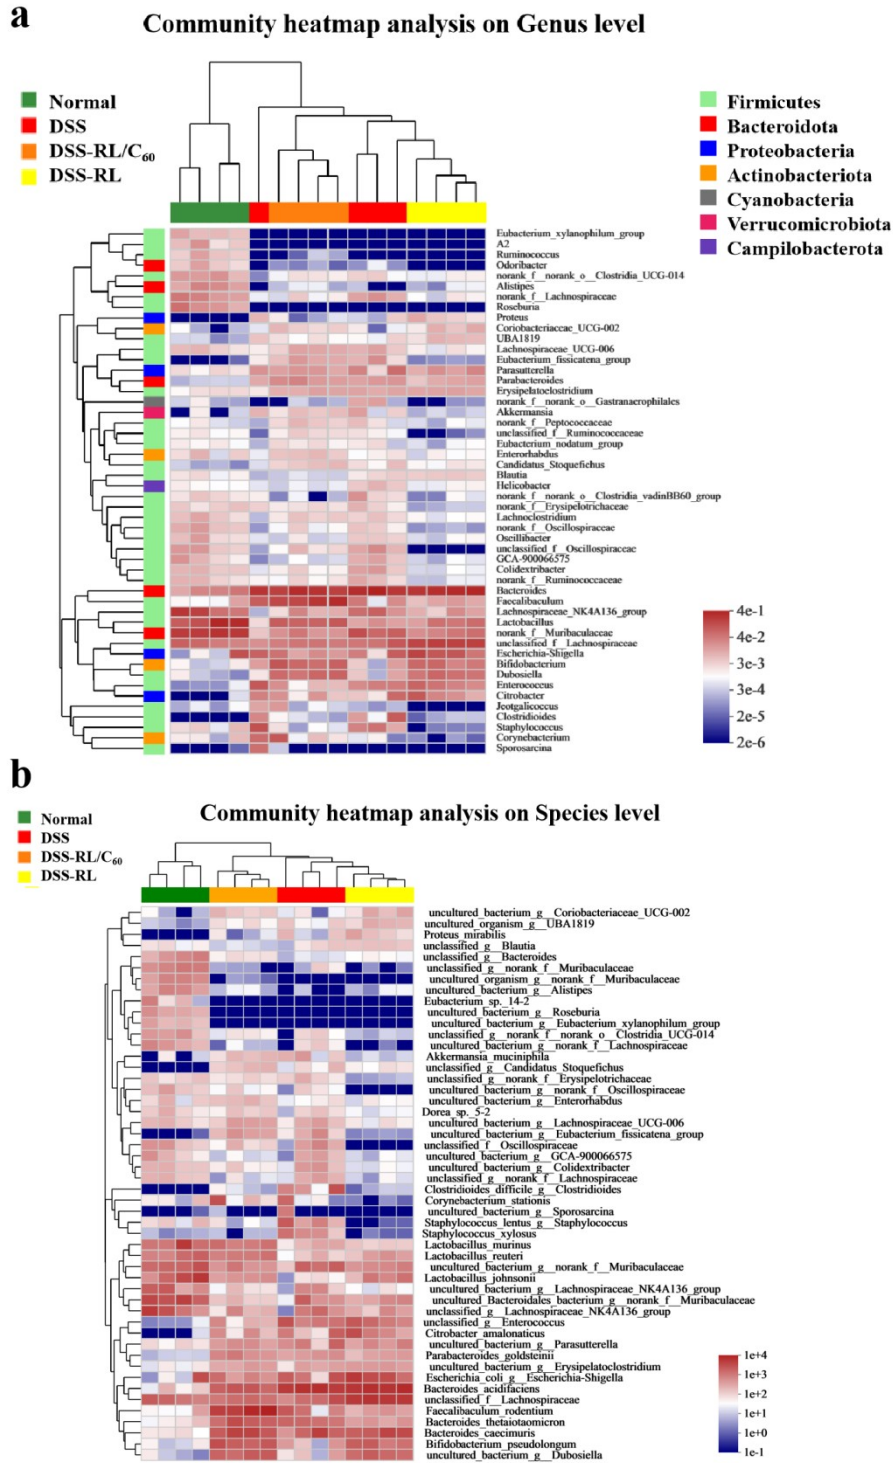 a
Community heatmap analysis on Genus level
Normal
DSS
DSS-RL/C60
DSS-RL
Firmicutes
Bacteroidota
Proteobacteria
Actinobacteriota
Cyanobacteria
Verrucomicrobiota
Campilobacterota
Eubacterium_xylanophilum_group
A2
Ruminococcus
Odoribacter
norank_f__norank_o__Clostridia_UCG-014
Alistipes
norank_f__Lachnospiraceae
Roseburia
Proteus
Coriobacteriaceae_UCG-002
UBA1819
Lachnospiraceae_UCG-006
Eubacterium_fissicatena_group
Parasutterella
Parabacteroides
Erysipelatoclostridium
norank_f__norank_o__Gastranaerophilales
Akkermansia
norank_f__Peptococcaceae
unclassified_f__Ruminococcaceae
Eubacterium_nodatum_group
Enterorhabdus
Candidatus_Stoquefichus
Blautia
Helicobacter
norank_f__norank_o__Clostridia_vadinBB60_group
norank_f__Erysipelotrichaceae
Lachnoclostridium
norank_f__Oscillospiraceae
Oscillibacter
unclassified_f__Oscillospiraceae
GCA-900066575
Colidextribacter
norank_f__Ruminococcaceae
Bacteroides
Faecalibaculum
Lachnospiraceae_NK4A136_group
Lactobacillus
norank_f__Muribaculaceae
unclassified_f__Lachnospiraceae
Escherichia-Shigella
Bifidobacterium
Dubosiella
Enterococcus
Citrobacter
Jeotgalicoccus
Clostridioides
Staphylococcus
Corynebacterium
Sporosarcina
4e-1
4e-2
3e-3
3e-4
2e-5
2e-6
b
Community heatmap analysis on Species level
Normal
DSS
DSS-RL/C60
DSS-RL
uncultured_bacterium_g__Coriobacteriaceae_UCG-002
uncultured_organism_g__UBA1819
Proteus_mirabilis
unclassified_g__Blautia
unclassified_g__Bacteroides
unclassified_g__norank_f__Muribaculaceae
uncultured_organism_g__norank_f__Muribaculaceae
uncultured_bacterium_g__Alistipes
Eubacterium_sp._14-2
uncultured_bacterium_g__Roseburia
uncultured_bacterium_g__Eubacterium_xylanophilum_group
unclassified_g__norank_f__norank_o__Clostridia_UCG-014
uncultured_bacterium_g__norank_f__Lachnospiraceae
Akkermansia_muciniphila
unclassified_g__Candidatus_Stoquefichus
unclassified_g__norank_f__Erysipelotrichaceae
uncultured_bacterium_g__norank_f__Oscillospiraceae
uncultured_bacterium_g__Enterorhabdus
Dorea_sp._5-2
uncultured_bacterium_g__Lachnospiraceae_UCG-006
uncultured_bacterium_g__Eubacterium_fissicatena_group
unclassified_f__Oscillospiraceae
uncultured_bacterium_g__GCA-900066575
uncultured_bacterium_g__Colidextribacter
unclassified_g__norank_f__Lachnospiraceae
Clostridioides_difficile_g__Clostridioides
Corynebacterium_stationis
uncultured_bacterium_g__Sporosarcina
Staphylococcus_lentus_g__Staphylococcus
Staphylococcus_xylosus
Lactobacillus_murinus
Lactobacillus_reuteri
uncultured_bacterium_g__norank_f__Muribaculaceae
Lactobacillus_johnsonii
uncultured_bacterium_g__Lachnospiraceae_NK4A136_group
uncultured_Bacteroidales_bacterium_g__norank_f__Muribaculaceae
unclassified_g__Lachnospiraceae_NK4A136_group
unclassified_g__Enterococcus
Citrobacter_amalonaticus
uncultured_bacterium_g__Parasutterella
Parabacteroides_goldsteinii
uncultured_bacterium_g__Erysipelatoclostridium
Escherichia_coli_g__Escherichia-Shigella
Bacteroides_acidifaciens
unclassified_f__Lachnospiraceae
Faecalibaculum_rodentium
Bacteroides_thetaiotaomicron
Bacteroides_caecimuris
Bifidobacterium_pseudolongum
uncultured_bacterium_g__Dubosiella
1e+4
1e+3
1e+2
1e+1
1e+0
1e-1